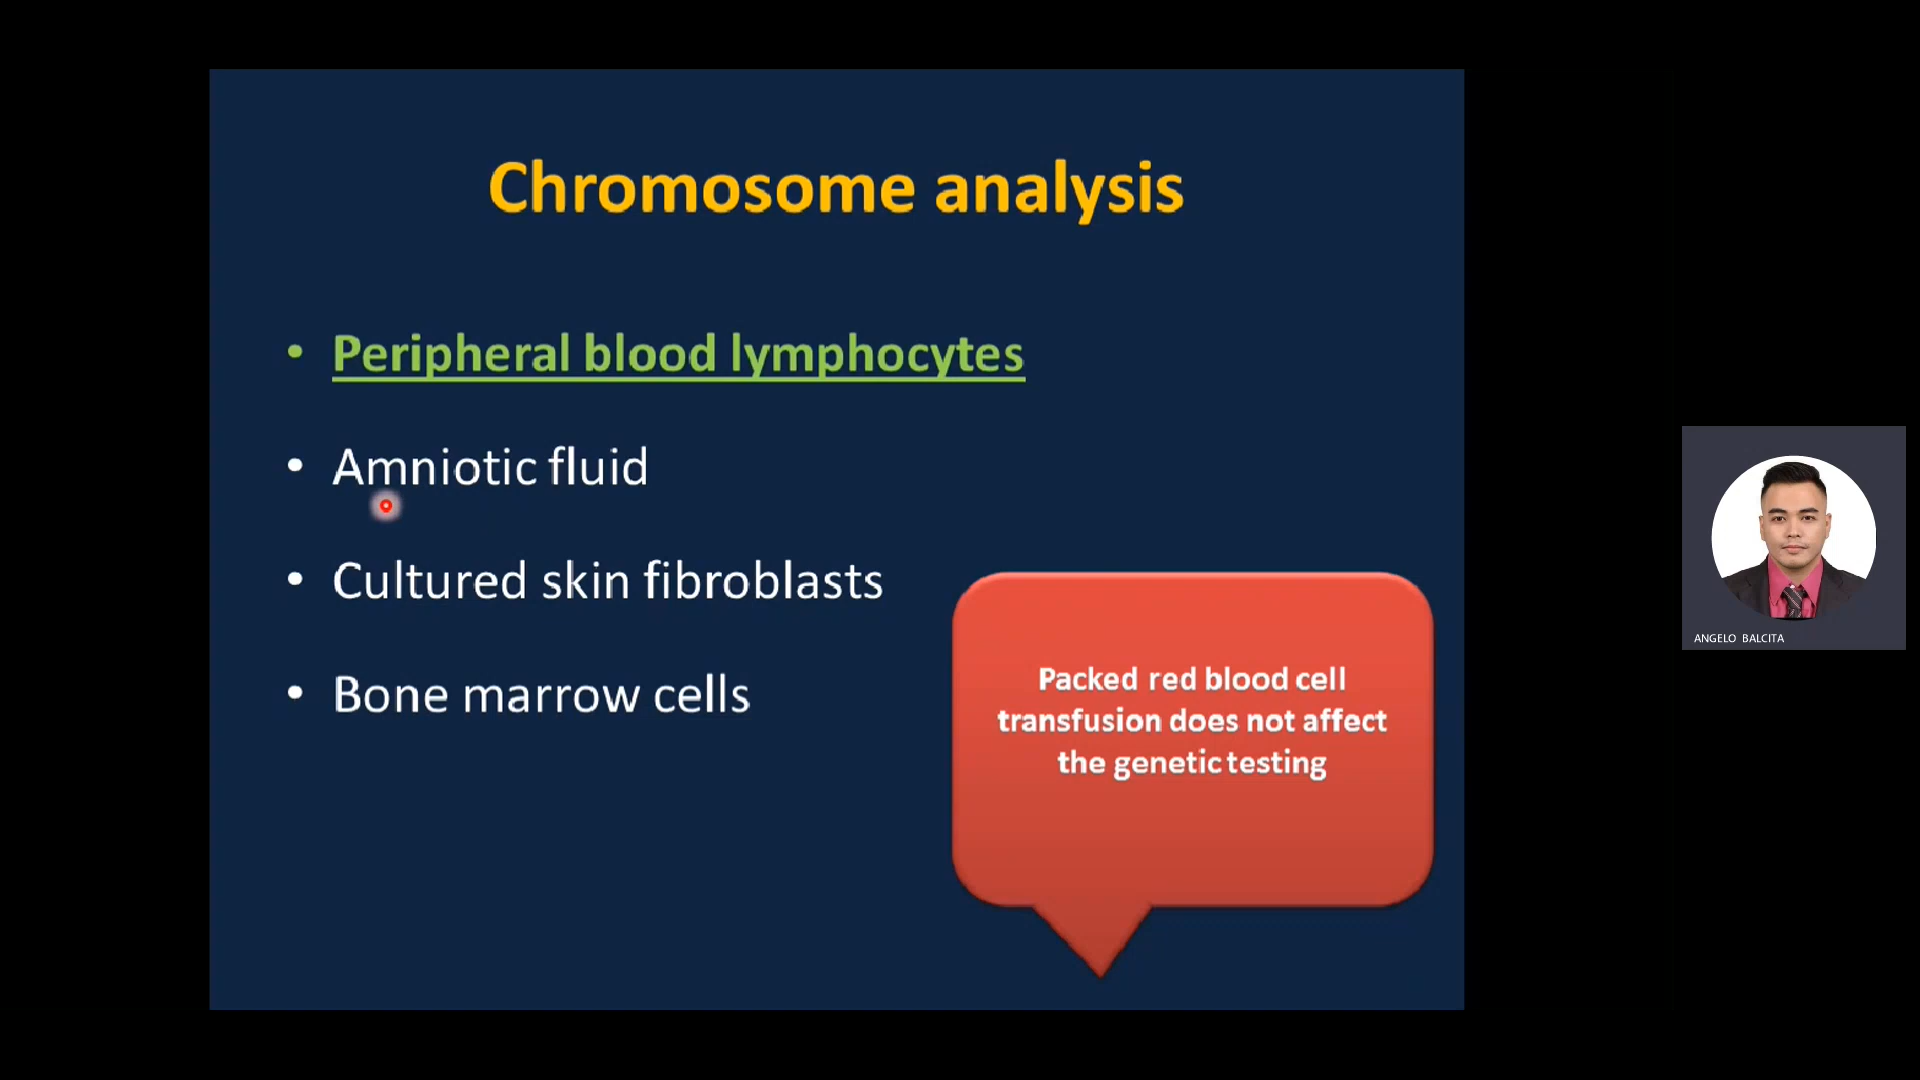 Chromosome analysis
• Peripheral blood lymphocytes
• Amniotic fluid
• Cultured skin fibroblasts
• Bone marrow cells
Packed red blood cell
transfusion does not affect
the genetic testing
ANGELO BALCITA